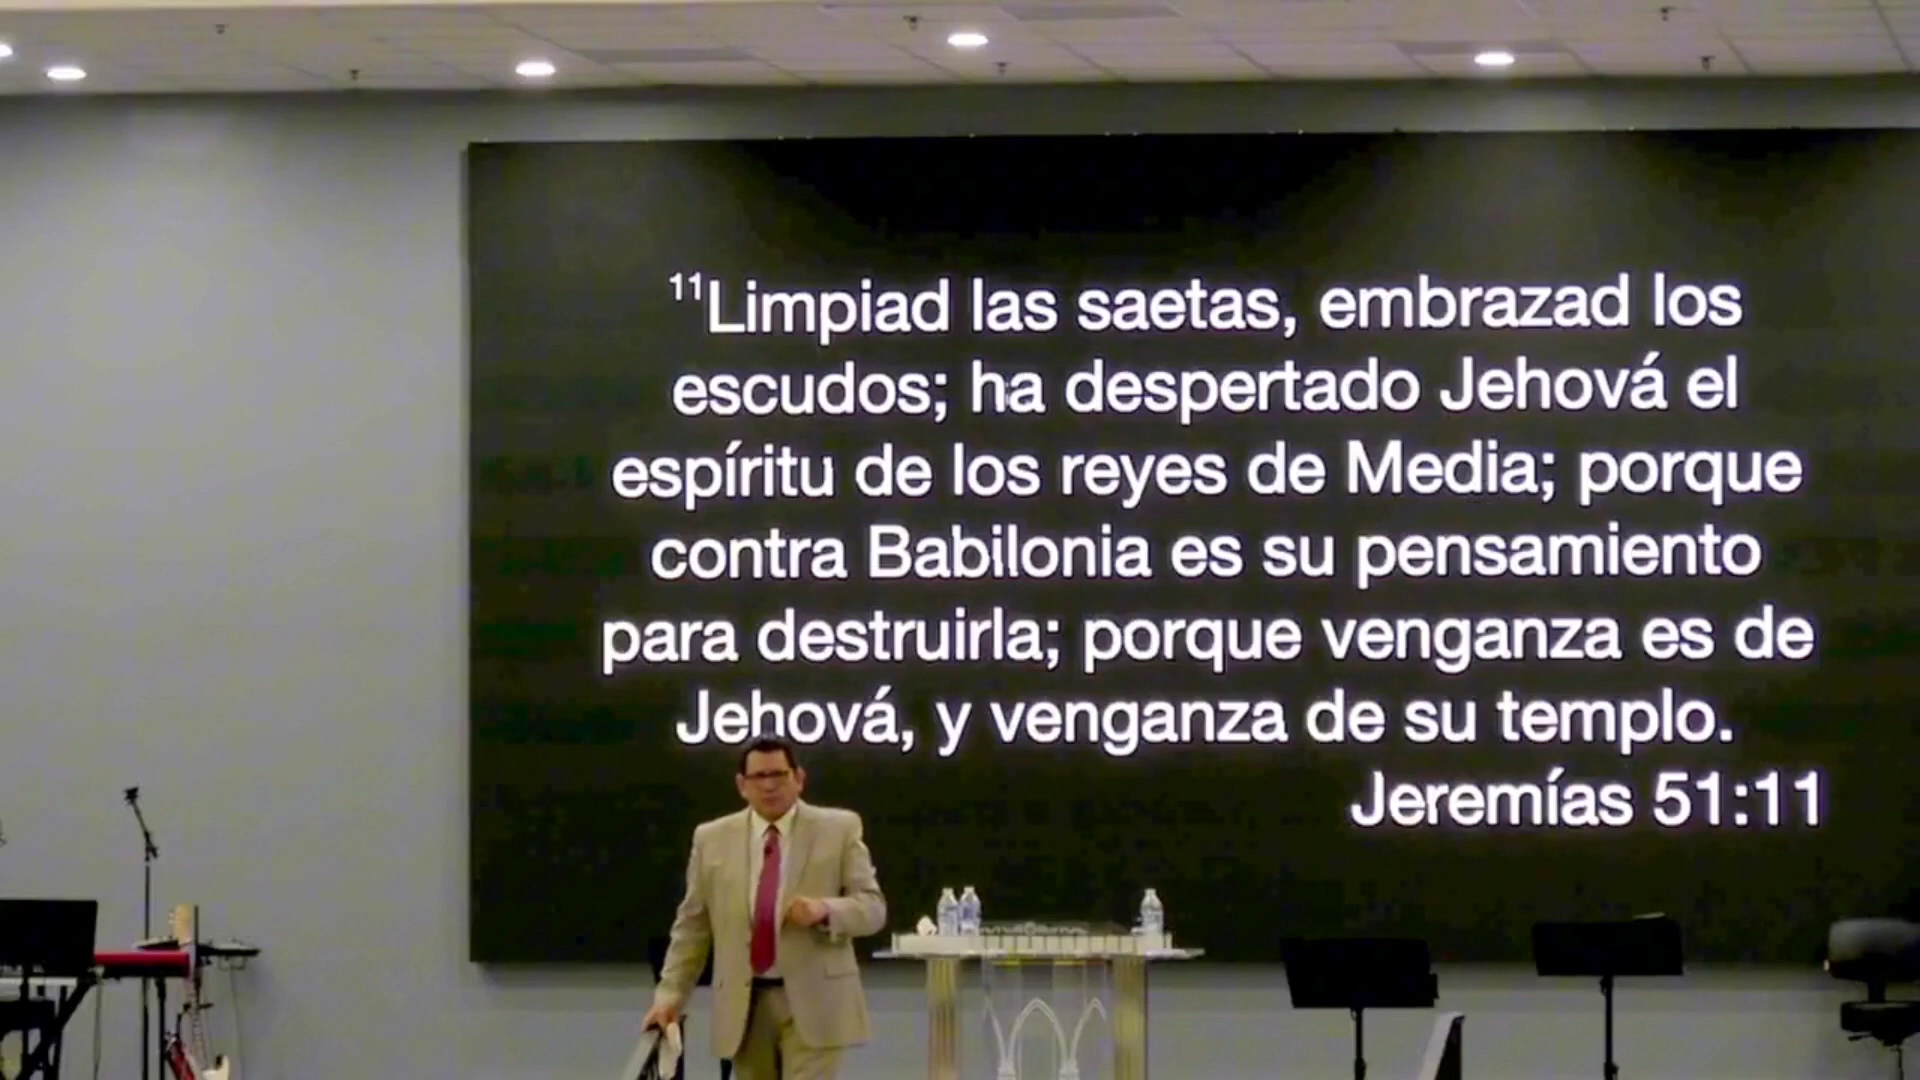 ¹¹Limpiad las saetas, embrazad los
escudos; ha despertado Jehová el
espíritu de los reyes de Media; porque
contra Babilonia es su pensamiento
para destruirla; porque venganza es de
Jehová, y venganza de su templo.
Jeremías 51:11